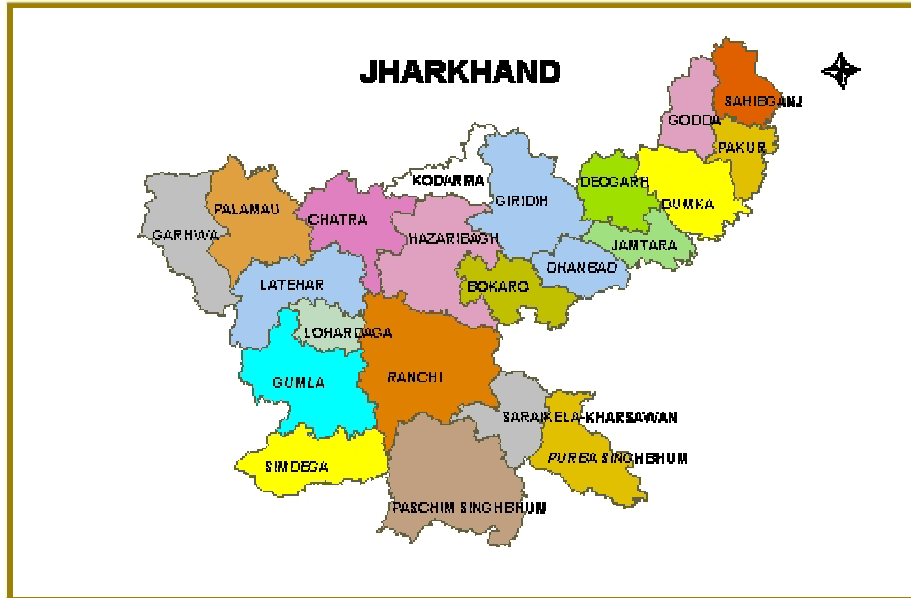 JHARKHAND
SAHIBGANJ
GODDA
PAKUR
KODARMA
DEOGARH
DUMKA
GIRIDIH
PALAMAU
CHATRA
GARHWA
HAZARIBAGH
JAMTARA
DHANBAD
LATEHAR
BOKARO
LOHARDAGA
RANCHI
GUMLA
SARAIKELA-KHARSAWAN
PURBA SINGHBHUM
SIMDEGA
PASCHIM SINGHBHUM